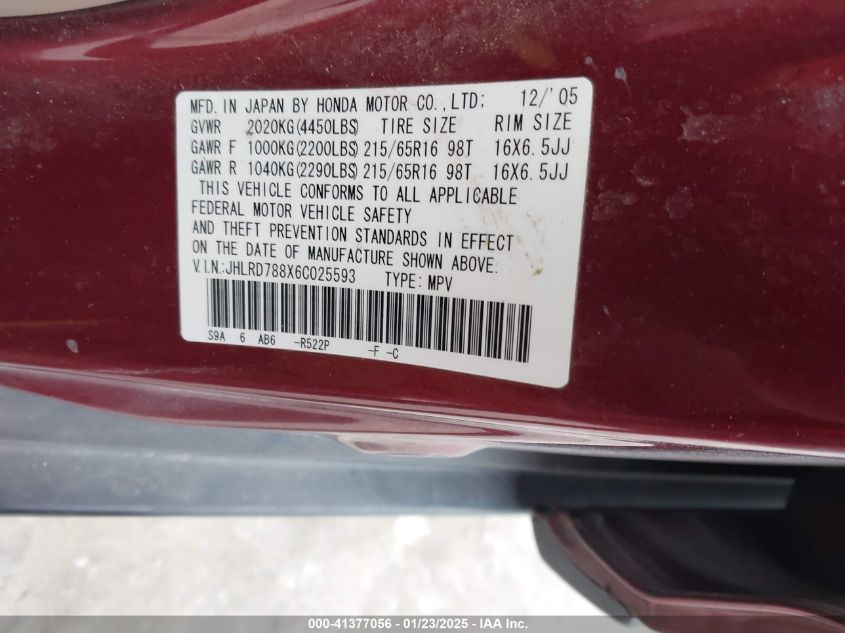 MFD. IN JAPAN BY HONDA MOTOR CO.,LTD: 12/'05
GVWR 2020KG(4450LBS) TIRE SIZE RIM SIZE
GAWR F 1000KG(2200LBS) 215/65R16 98T 16X6.5JJ
GAWR R 1040KG(2290LBS) 215/65R16 98T 16X6.5JJ
THIS VEHICLE CONFORMS TO ALL APPLICABLE
FEDERAL MOTOR VEHICLE SAFETY
AND THEFT PREVENTION STANDARDS IN EFFECT
ON THE DATE OF MANUFACTURE SHOWN ABOVE.
V.I.N.:JHLRD788X6C025593 TYPE: MPV
S9A 6 AB6 -R522P -F -C
000-41377056 - 01/23/2025 - IAA Inc.